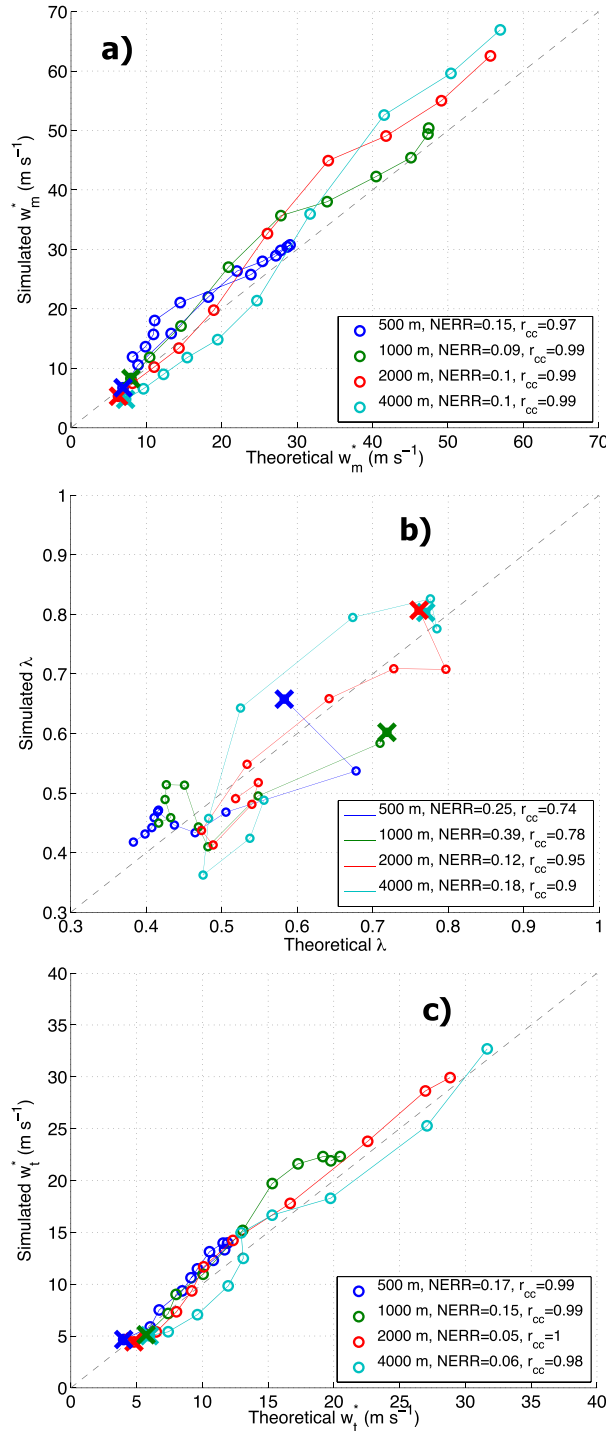 a)
70
60
50
40
30
20
10
0
Simulated w*m (m s−1)
500 m, NERR=0.15, rcc=0.97
1000 m, NERR=0.09, rcc=0.99
2000 m, NERR=0.1, rcc=0.99
4000 m, NERR=0.1, rcc=0.99
0 10 20 30 40 50 60 70
Theoretical w*m (m s−1)
b)
1
0.9
0.8
0.7
0.6
0.5
0.4
0.3
Simulated λ
500 m, NERR=0.25, rcc=0.74
1000 m, NERR=0.39, rcc=0.78
2000 m, NERR=0.12, rcc=0.95
4000 m, NERR=0.18, rcc=0.9
0.3 0.4 0.5 0.6 0.7 0.8 0.9 1
Theoretical λ
c)
40
35
30
25
20
15
10
5
0
Simulated w*t (m s−1)
500 m, NERR=0.17, rcc=0.99
1000 m, NERR=0.15, rcc=0.99
2000 m, NERR=0.05, rcc=1
4000 m, NERR=0.06, rcc=0.98
0 5 10 15 20 25 30 35 40
Theoretical w*t (m s−1)